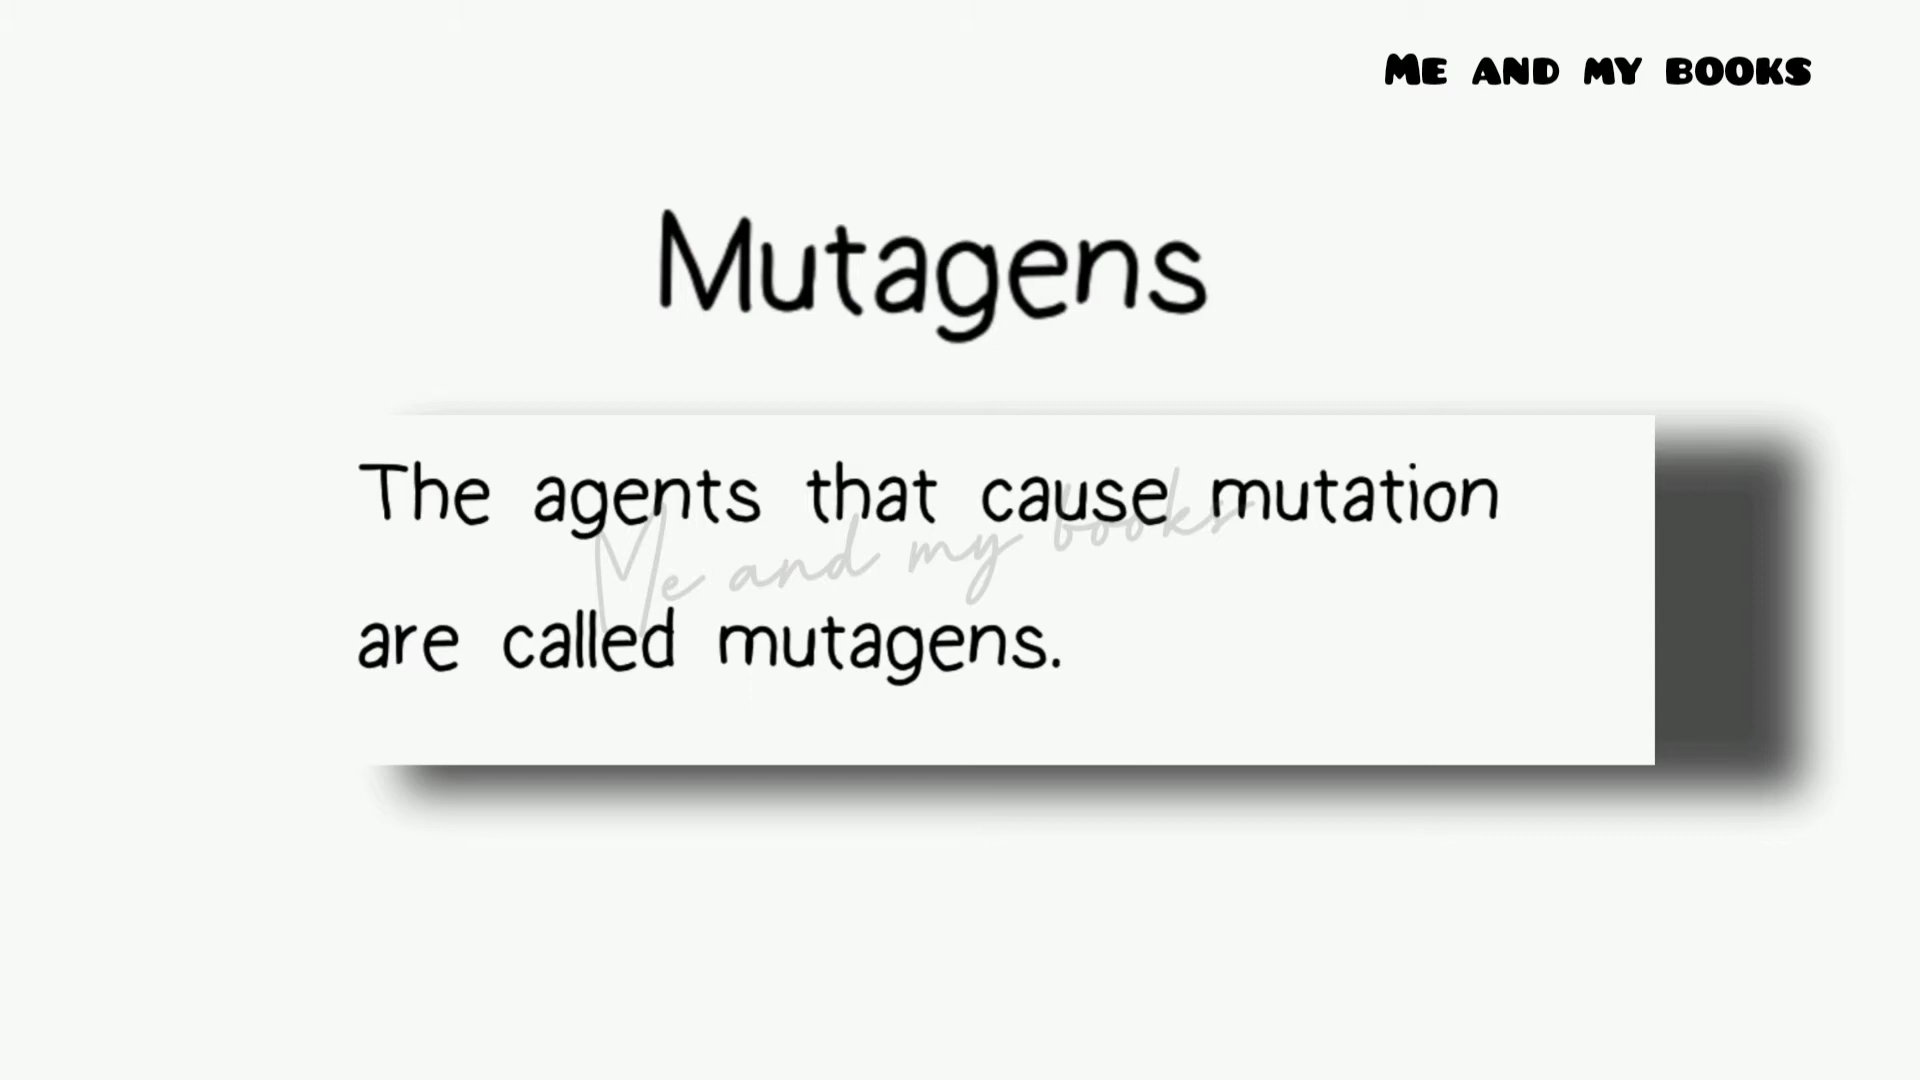 Me and my books
Mutagens
The agents that cause mutation
Me and my books
are called mutagens.